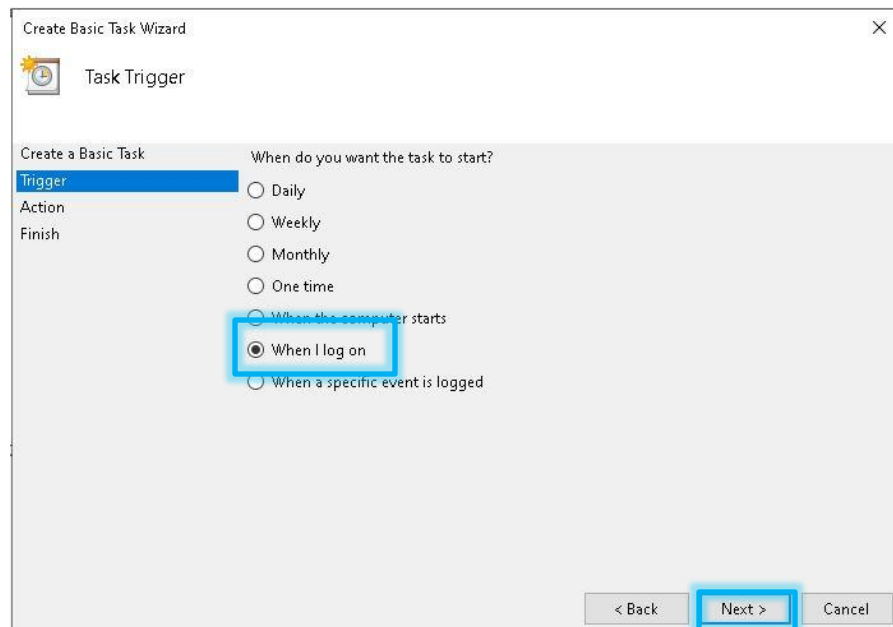 Create Basic Task Wizard
Task Trigger
Create a Basic Task
Trigger
Action
Finish
When do you want the task to start?
Daily
Weekly
Monthly
One time
When the computer starts
When I log on
When a specific event is logged
< Back
Next >
Cancel